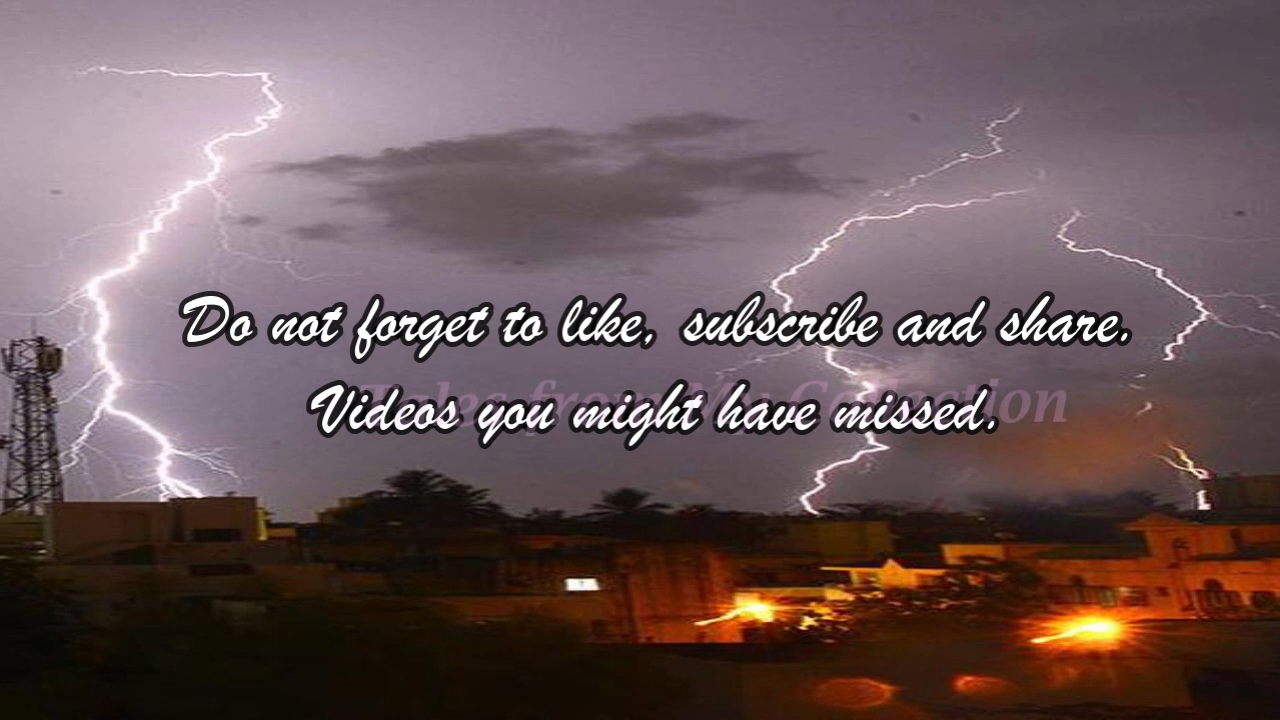 Do not forget to like, subscribe and share.
Videos you might have missed.